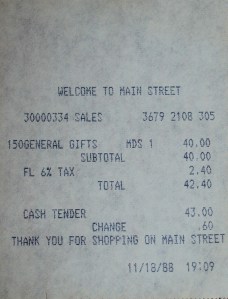 WELCOME TO MAIN STREET
30000334 SALES 3679 2108 305
150GENERAL GIFTS MDS 1 40.00
SUBTOTAL 40.00
FL 6% TAX 2.40
TOTAL 42.40
CASH TENDER 43.00
CHANGE .60
THANK YOU FOR SHOPPING ON MAIN STREET
11/18/88 19:09